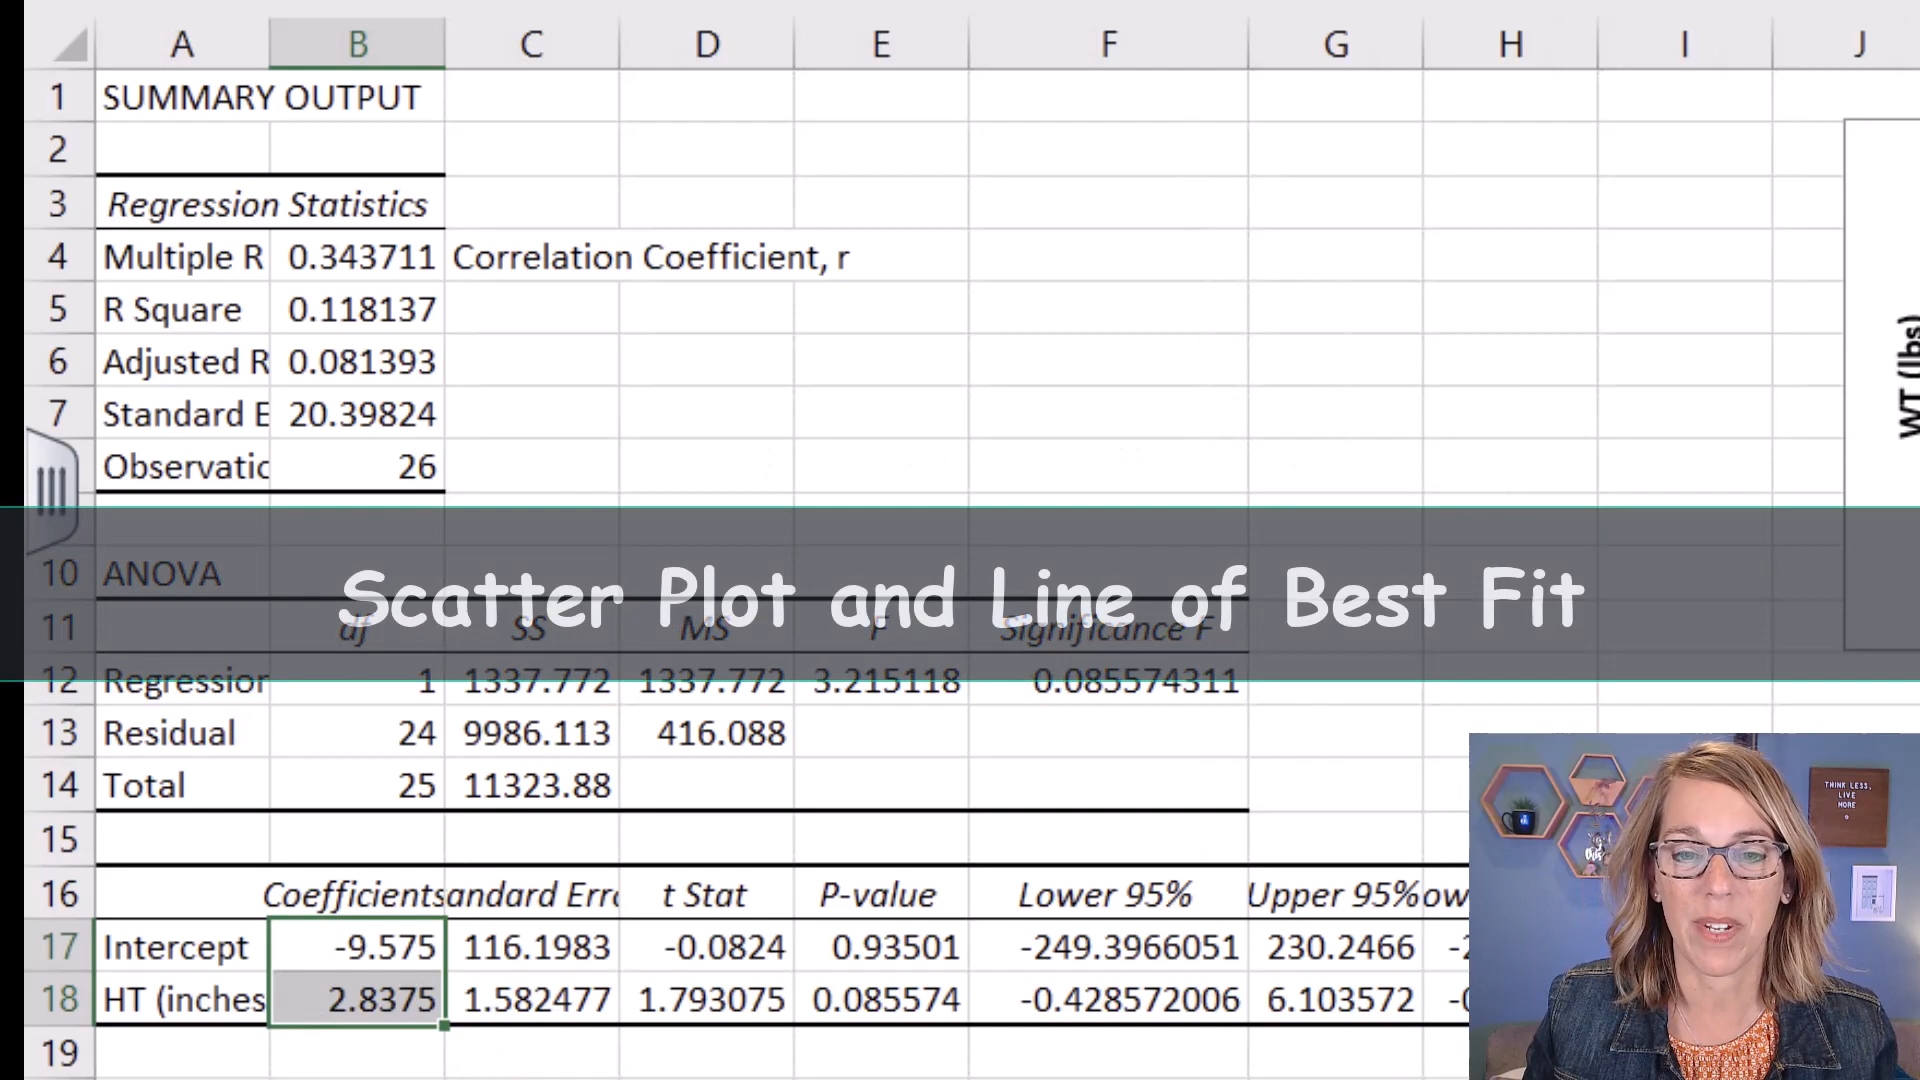 A B C D E F G H I J
1 SUMMARY OUTPUT
2
3 Regression Statistics
4 Multiple R 0.343711 Correlation Coefficient, r
5 R Square 0.118137
6 Adjusted R 0.081393
7 Standard E 20.39824
Observatic 26
WT (lbs)
10 ANOVA
Scatter Plot and Line of Best Fit
11 df SS MS F Significance F
12 Regression 1 1337.772 1337.772 3.215118 0.085574311
13 Residual 24 9986.113 416.088
14 Total 25 11323.88
15
16 Coefficients andard Erro t Stat P-value Lower 95% Upper 95% ow
17 Intercept -9.575 116.1983 -0.0824 0.93501 -249.3966051 230.2466 -2
18 HT (inches 2.8375 1.582477 1.793075 0.085574 -0.428572006 6.103572 -0
19
THINK LESS,
LIVE
MORE